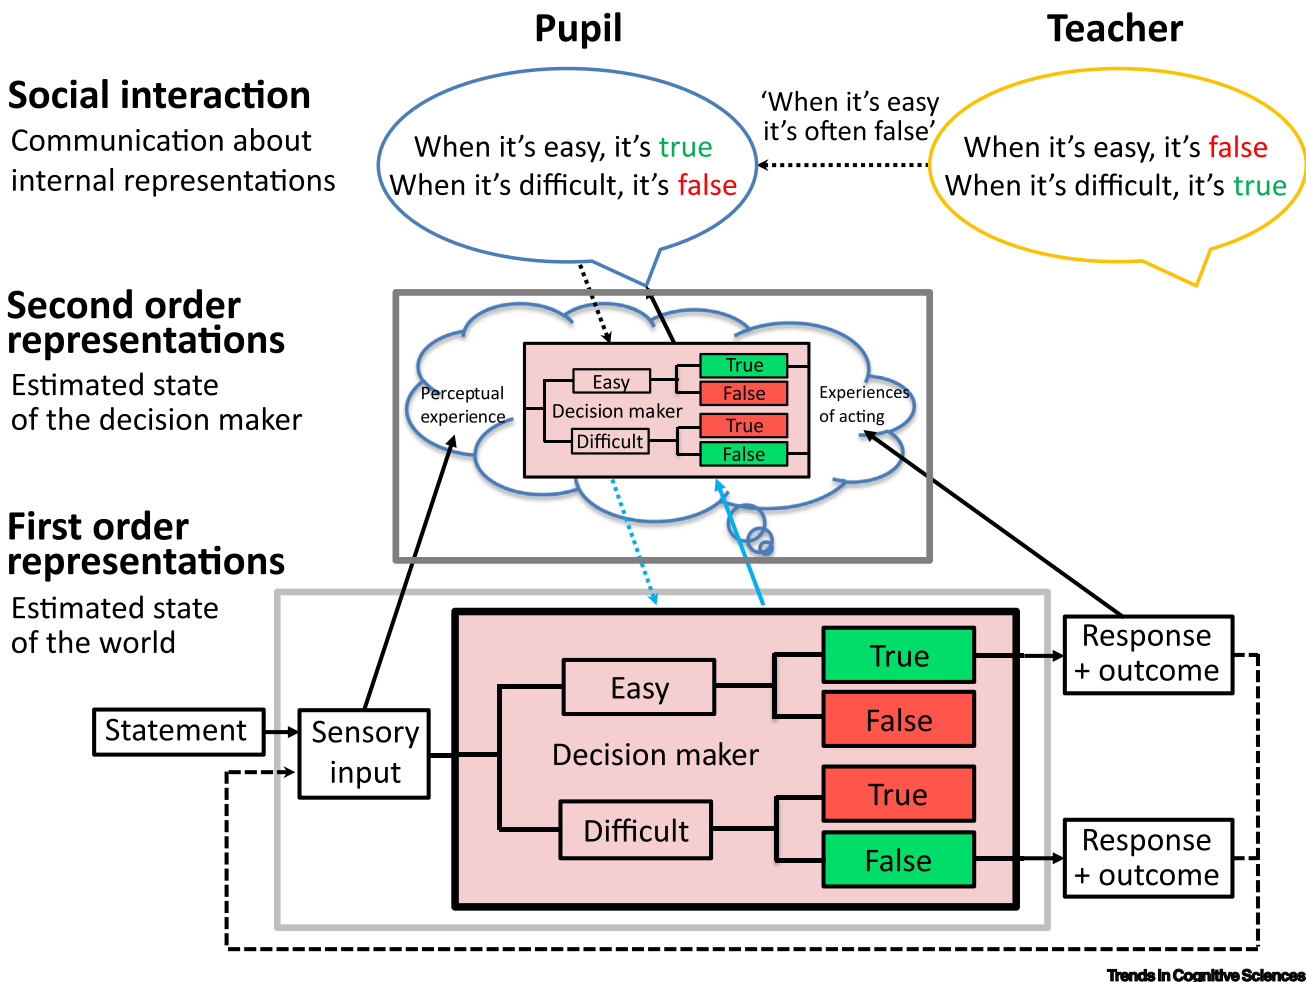 Pupil
Teacher
Social interaction
Communication about
internal representations
When it's easy, it's true
When it's difficult, it's false
‘When it's easy
it's often false’
When it's easy, it's false
When it's difficult, it's true
Second order
representations
Estimated state
of the decision maker
Perceptual
experience
Easy
Decision maker
Difficult
True
False
True
False
Experiences
of acting
First order
representations
Estimated state
of the world
Statement
Sensory
input
Easy
Decision maker
Difficult
True
False
True
False
Response
+ outcome
Response
+ outcome
Trends in Cognitive Sciences